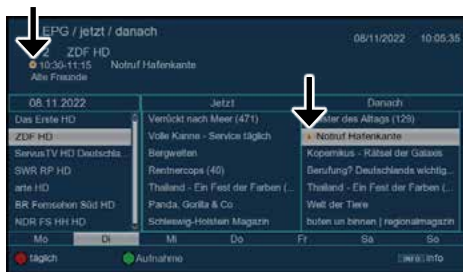 EPG / jetzt / danach
08/11/2022 10:05:35
2 ZDF HD
10:30-11:15 Notruf Hafenkante
Alte Freunde
08.11.2022 Jetzt Danach
Das Erste HD Verrückt nach Meer (471) ster des Alltags (129)
ZDF HD Volle Kanne - Service täglich Notruf Hafenkante
ServusTV HD Deutschla... Bergwelten Kopernikus - Rätsel der Galaxis
SWR RP HD Rentnercops (40) Berufung? Deutschlands wichtig...
arte HD Thailand - Ein Fest der Farben (... Thailand - Ein Fest der Farben (...
BR Fernsehen Süd HD Panda, Gorilla & Co Welt der Tiere
NDR FS HH HD Schleswig-Holstein Magazin buten un binnen | regionalmagazin
Mo Di Mi Do Fr Sa So
täglich Aufnahme INFO Info